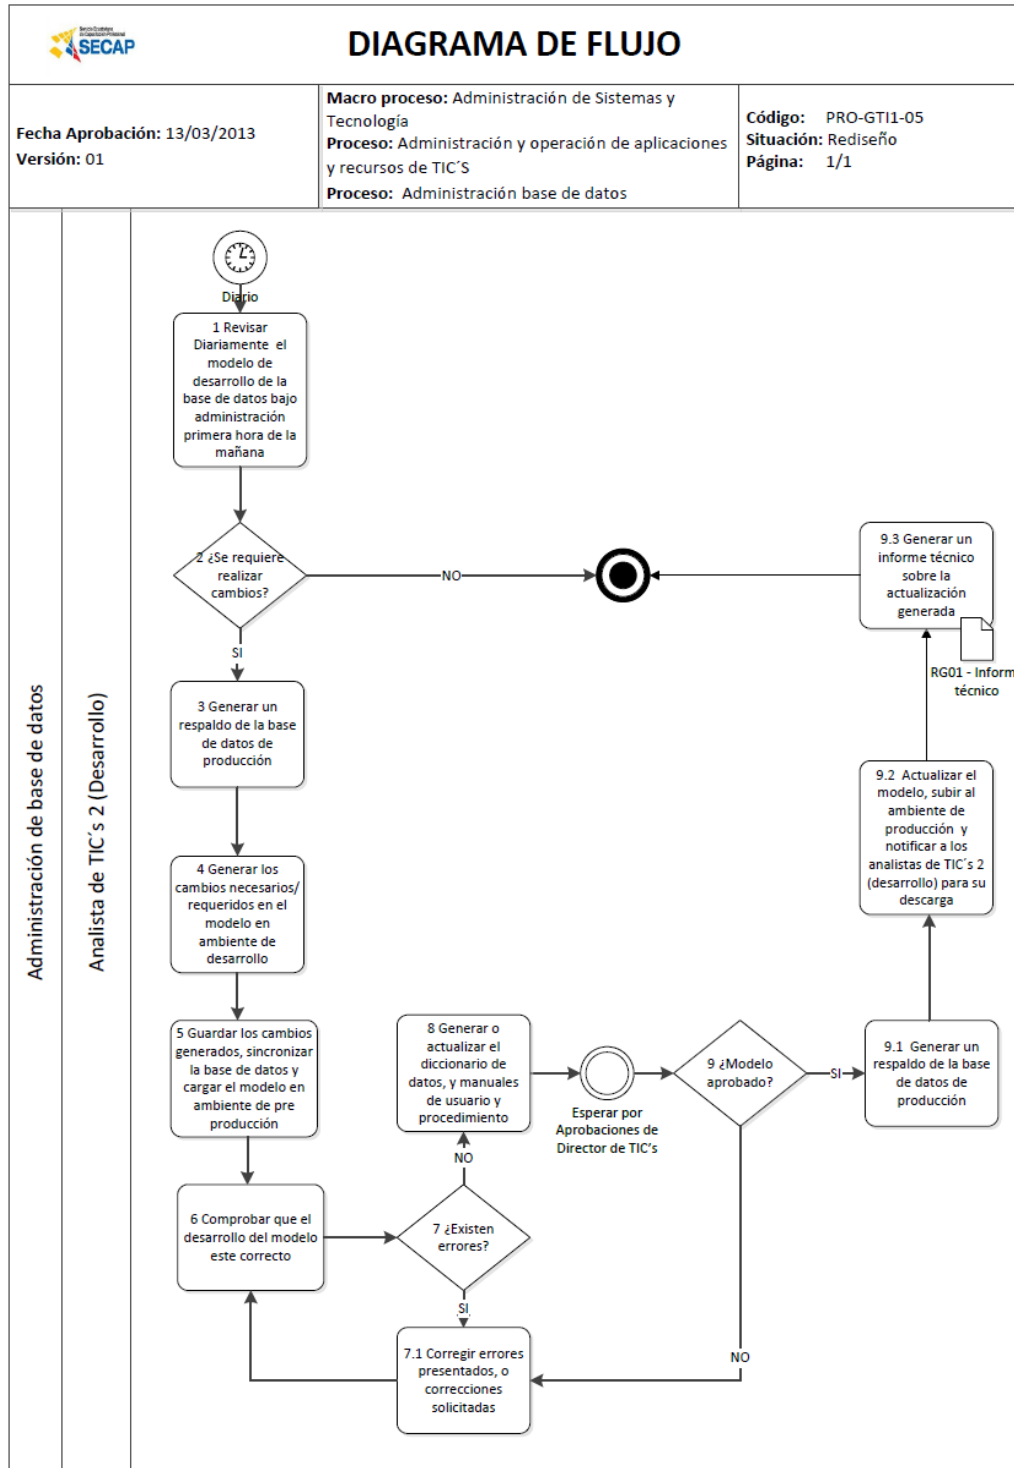 Servicio Ecuatoriano
de Capacitación Profesional
SECAP
DIAGRAMA DE FLUJO
Fecha Aprobación: 13/03/2013
Versión: 01
Macro proceso: Administración de Sistemas y
Tecnología
Proceso: Administración y operación de aplicaciones
y recursos de TIC´S
Proceso: Administración base de datos
Código: PRO-GTI1-05
Situación: Rediseño
Página: 1/1
Administración de base de datos
Analista de TIC´s 2 (Desarrollo)
Diario
1 Revisar
Diariamente el
modelo de
desarrollo de la
base de datos bajo
administración
primera hora de la
mañana
2 ¿Se requiere
realizar
cambios?
NO
SI
3 Generar un
respaldo de la base
de datos de
producción
4 Generar los
cambios necesarios/
requeridos en el
modelo en
ambiente de
desarrollo
5 Guardar los cambios
generados, sincronizar
la base de datos y
cargar el modelo en
ambiente de pre
producción
6 Comprobar que el
desarrollo del modelo
este correcto
7 ¿Existen
errores?
NO
SI
7.1 Corregir errores
presentados, o
correcciones
solicitadas
8 Generar o
actualizar el
diccionario de
datos, y manuales
de usuario y
procedimiento
Esperar por
Aprobaciones de
Director de TIC's
9 ¿Modelo
aprobado?
SI
NO
9.1 Generar un
respaldo de la base
de datos de
producción
9.2 Actualizar el
modelo, subir al
ambiente de
producción y
notificar a los
analistas de TIC´s 2
(desarrollo) para su
descarga
9.3 Generar un
informe técnico
sobre la
actualización
generada
RG01 - Inform
técnico